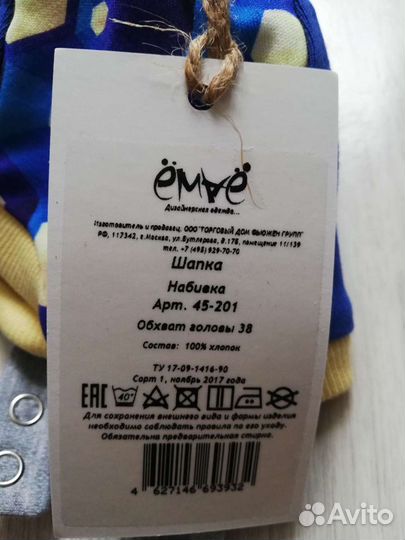 ёмаё
Дизайнерская одежда...
Изготовитель и продавец: ООО "ТОРГОВЫЙ ДОМ ФЬЮЖЕН ГРУПП"
РФ, 117342, г.Москва, ул.Бутлерова, д.17Б, помещение 11/139
тел. +7 (495) 929-70-70
Шапка
Набивка
Арт. 45-201
Обхват головы 38
Состав: 100% хлопок
ТУ 17-09-1416-90
Сорт 1, ноябрь 2017 года
EAC 40°
Для сохранения внешнего вида и формы изделия
необходимо соблюдать правила по его уходу.
Обязательна предварительная стирка.
4 627146 693932
Avito